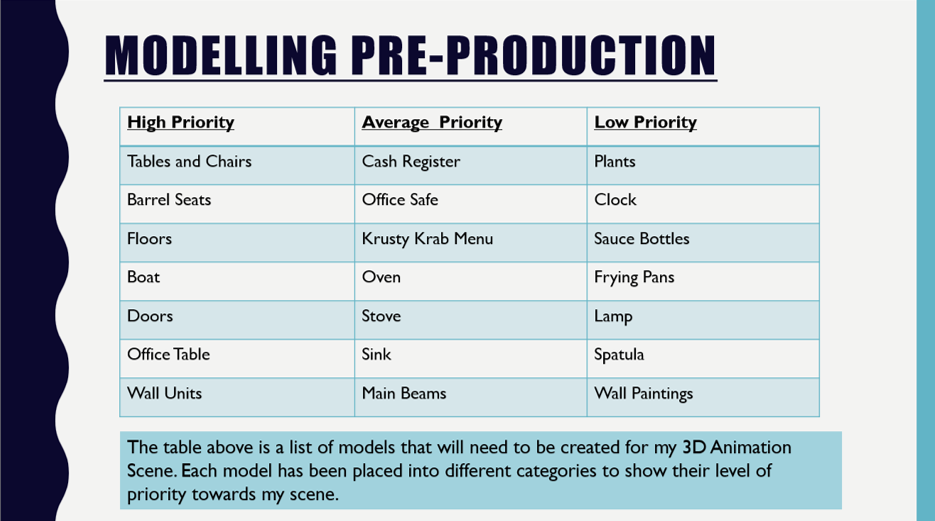 MODELLING PRE-PRODUCTION
High Priority Average Priority Low Priority
Tables and Chairs Cash Register Plants
Barrel Seats Office Safe Clock
Floors Krusty Krab Menu Sauce Bottles
Boat Oven Frying Pans
Doors Stove Lamp
Office Table Sink Spatula
Wall Units Main Beams Wall Paintings
The table above is a list of models that will need to be created for my 3D Animation
Scene. Each model has been placed into different categories to show their level of
priority towards my scene.